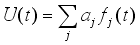 U(t) = ∑_j a_j f_j(t)